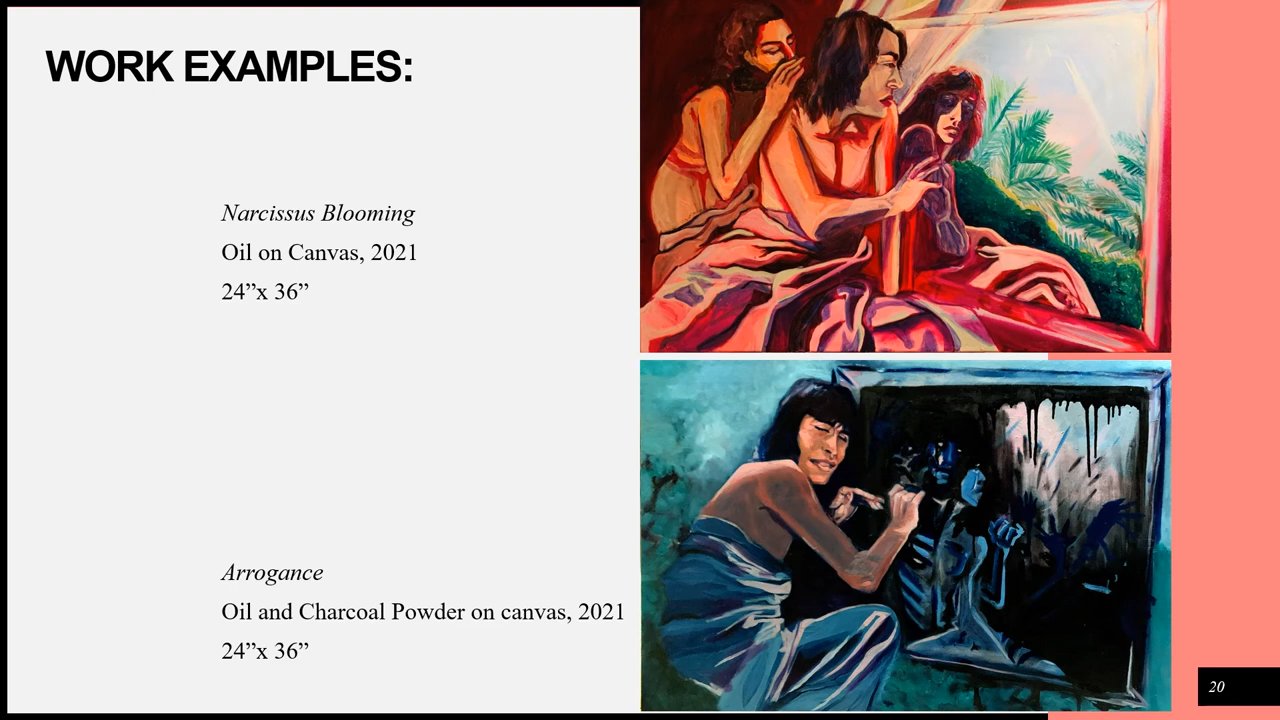 WORK EXAMPLES:
Narcissus Blooming
Oil on Canvas, 2021
24”x 36”
Arrogance
Oil and Charcoal Powder on canvas, 2021
24”x 36”
20